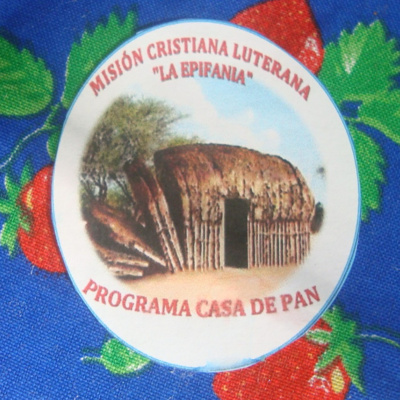 MISIÓN CRISTIANA LUTERANA
"LA EPIFANIA"
PROGRAMA CASA DE PAN